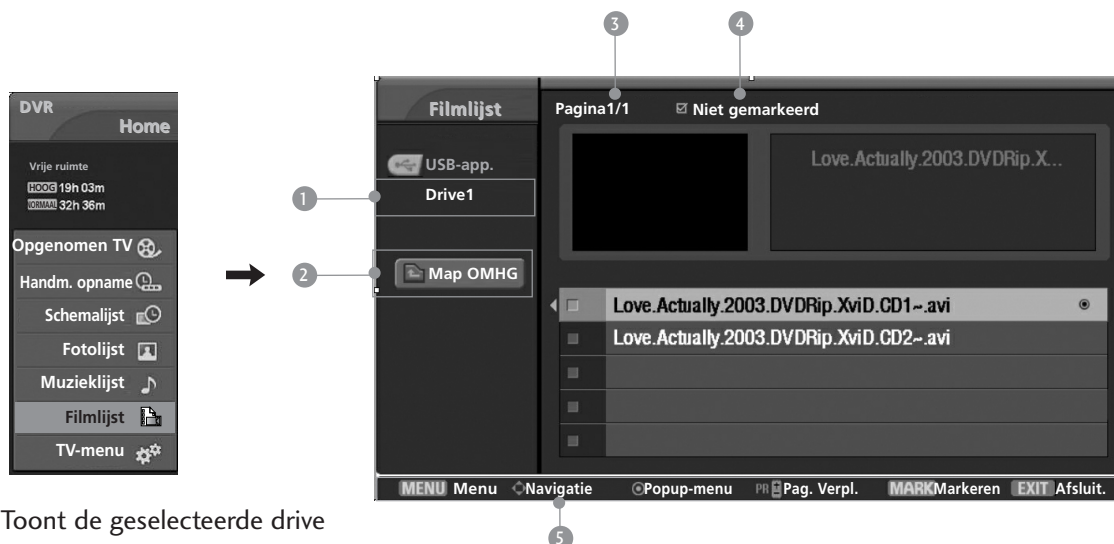 3
4
DVR
Home
Vrije ruimte
HOOG 19h 03m
NORMAAL 32h 36m
Opgenomen TV
Handm. opname
Schemalijst
Fotolijst
Muzieklijst
Filmlijst
TV-menu
1
2
Filmlijst
USB-app.
Drive1
Map OMHG
Pagina1/1
Niet gemarkeerd
Love.Actually.2003.DVDRip.X...
Love.Actually.2003.DVDRip.XviD.CD1~.avi
Love.Actually.2003.DVDRip.XviD.CD2~.avi
MENU Menu Navigatie Popup-menu PR Pag. Verpl. MARK Markeren EXIT Afsluit.
5
Toont de geselecteerde drive